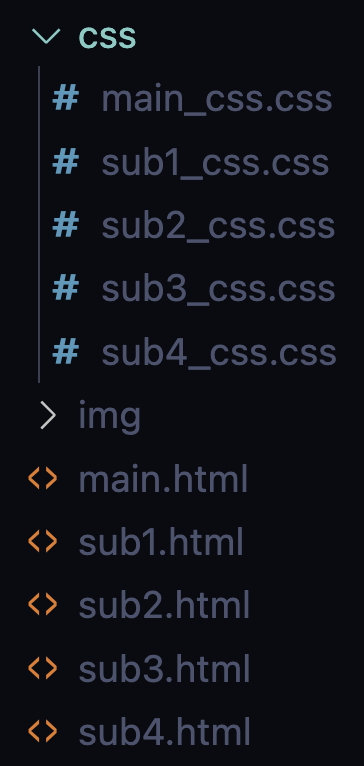 css
# main_css.css
# sub1_css.css
# sub2_css.css
# sub3_css.css
# sub4_css.css
img
<> main.html
<> sub1.html
<> sub2.html
<> sub3.html
<> sub4.html